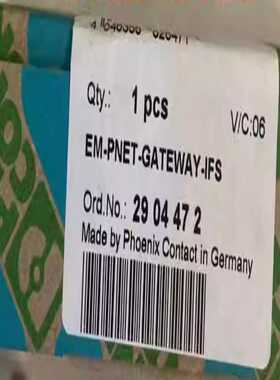 Qty.: 1 pcs
V/C:06
EM-PNET-GATEWAY-IFS
Ord.No.: 29 04 47 2
Made by Phoenix Contact in Germany